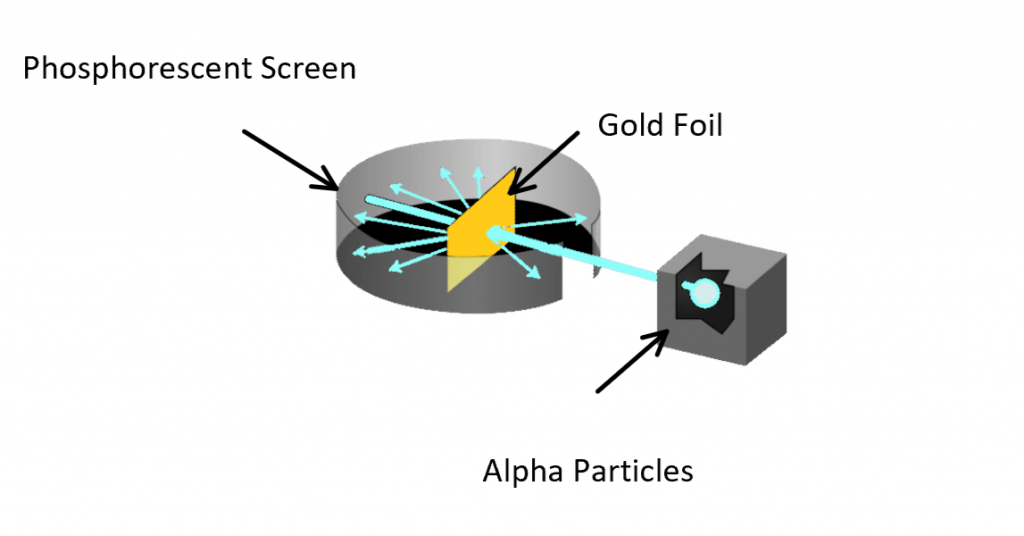 Phosphorescent Screen
Gold Foil
Alpha Particles